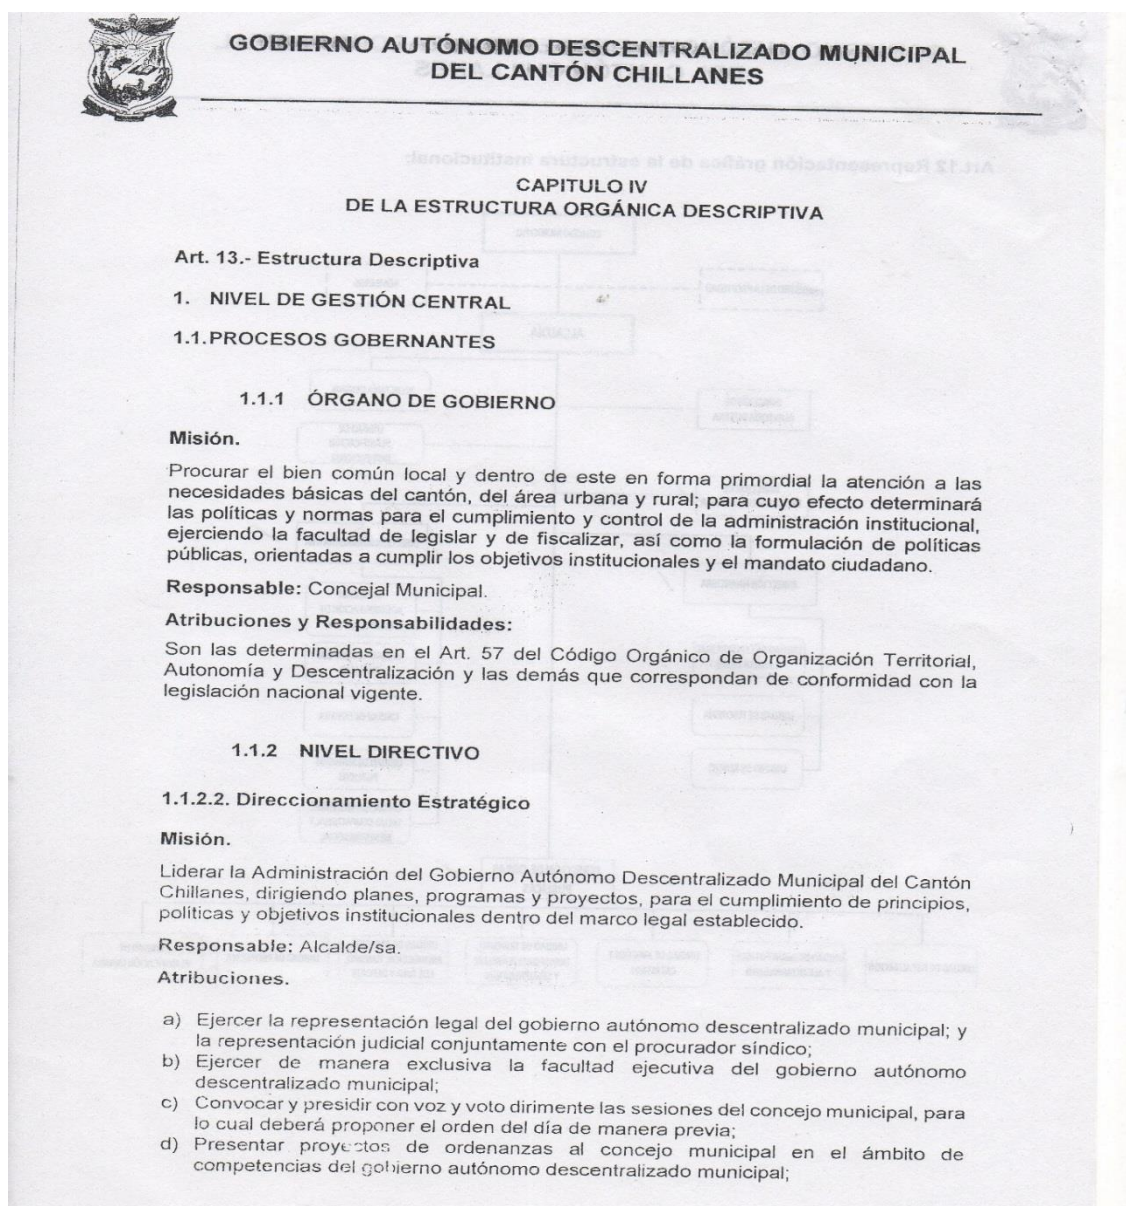 GOBIERNO AUTÓNOMO DESCENTRALIZADO MUNICIPAL
DEL CANTÓN CHILLANES
Art.12 Representación gráfica de la estructura institucional:
CAPITULO IV
DE LA ESTRUCTURA ORGÁNICA DESCRIPTIVA
Art. 13.- Estructura Descriptiva
1. NIVEL DE GESTIÓN CENTRAL
ALCALDÍA
1.1.PROCESOS GOBERNANTES
1.1.1 ÓRGANO DE GOBIERNO
Misión.
Procurar el bien común local y dentro de este en forma primordial la atención a las
necesidades básicas del cantón, del área urbana y rural; para cuyo efecto determinará
las políticas y normas para el cumplimiento y control de la administración institucional,
ejerciendo la facultad de legislar y de fiscalizar, así como la formulación de políticas
públicas, orientadas a cumplir los objetivos institucionales y el mandato ciudadano.
Responsable: Concejal Municipal.
Atribuciones y Responsabilidades:
Son las determinadas en el Art. 57 del Código Orgánico de Organización Territorial,
Autonomía y Descentralización y las demás que correspondan de conformidad con la
legislación nacional vigente.
1.1.2 NIVEL DIRECTIVO
1.1.2.2. Direccionamiento Estratégico
Misión.
Liderar la Administración del Gobierno Autónomo Descentralizado Municipal del Cantón
Chillanes, dirigiendo planes, programas y proyectos, para el cumplimiento de principios,
políticas y objetivos institucionales dentro del marco legal establecido.
Responsable: Alcalde/sa.
Atribuciones.
a) Ejercer la representación legal del gobierno autónomo descentralizado municipal; y
la representación judicial conjuntamente con el procurador síndico;
b) Ejercer de manera exclusiva la facultad ejecutiva del gobierno autónomo
descentralizado municipal;
c) Convocar y presidir con voz y voto dirimente las sesiones del concejo municipal, para
lo cual deberá proponer el orden del día de manera previa;
d) Presentar proyectos de ordenanzas al concejo municipal en el ámbito de
competencias del gobierno autónomo descentralizado municipal;